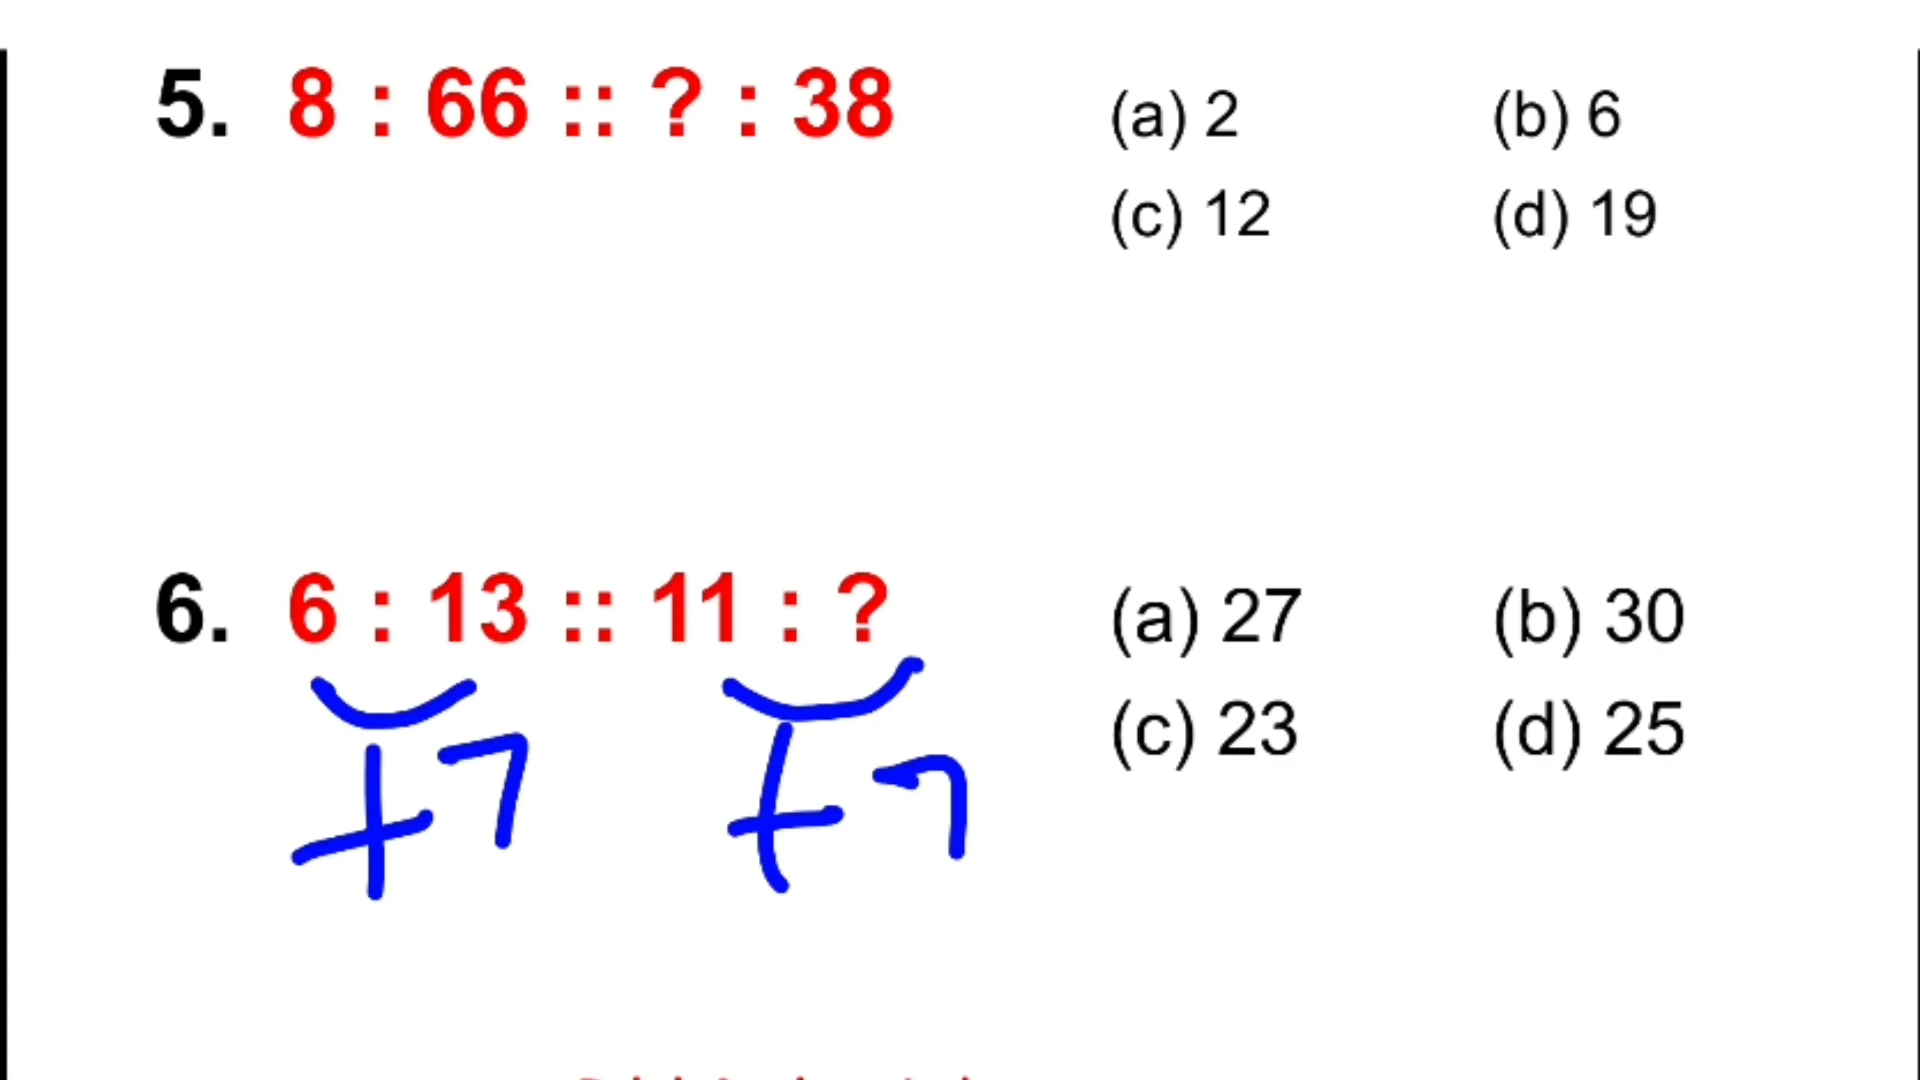 5. 8 : 66 :: ? : 38 (a) 2 (b) 6
(c) 12 (d) 19
6. 6 : 13 :: 11 : ? (a) 27 (b) 30
(c) 23 (d) 25
+7 +7